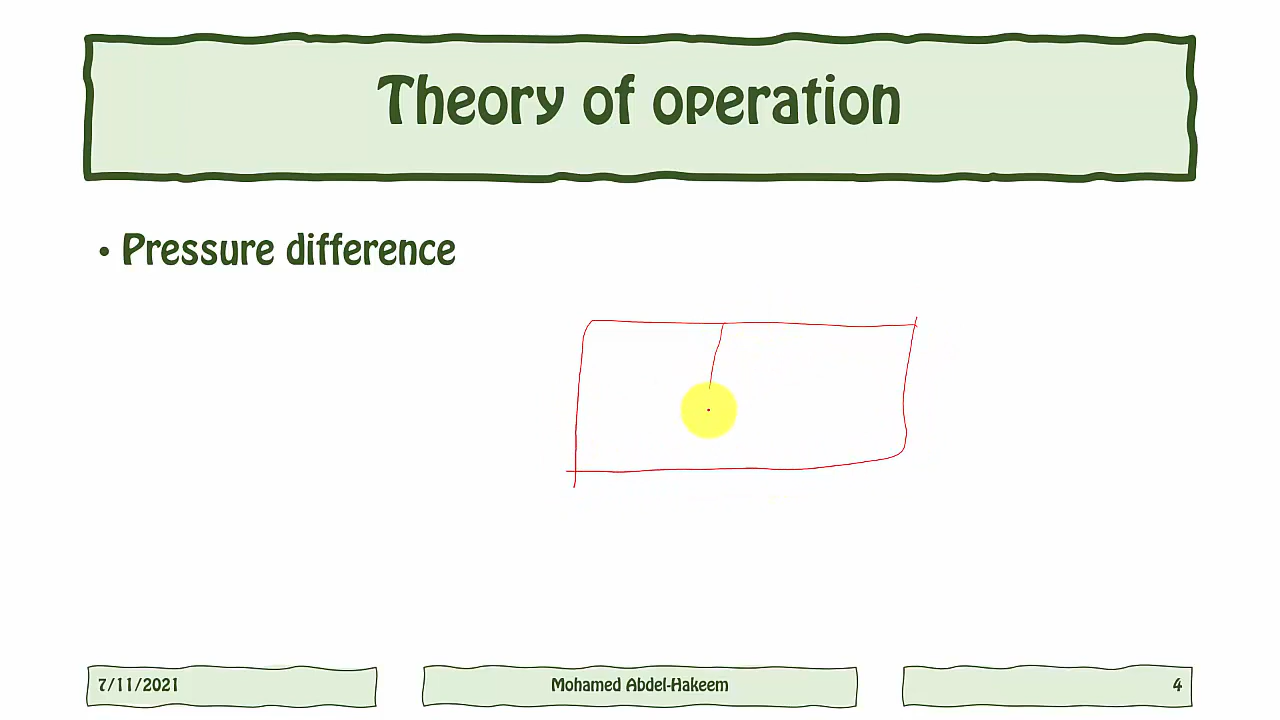 Theory of operation
• Pressure difference
7/11/2021
Mohamed Abdel-Hakeem
4